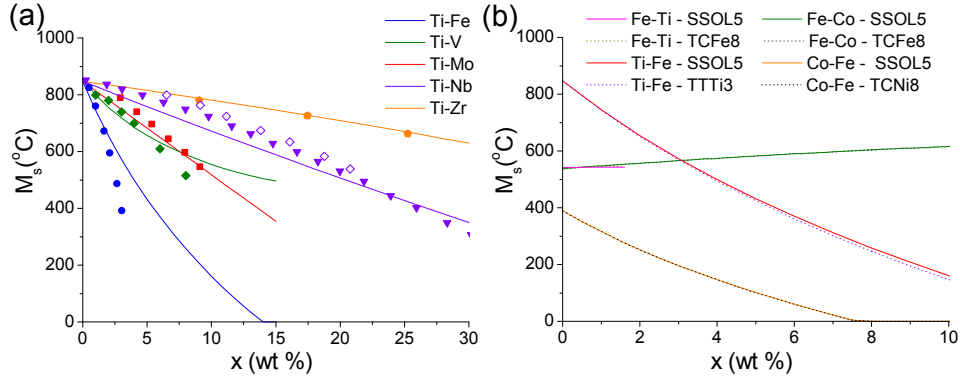 (a)
Ti-Fe
Ti-V
Ti-Mo
Ti-Nb
Ti-Zr
1000
800
600
400
200
0
Ms(°C)
0 5 10 15 20 25 30
x (wt %)
(b)
Fe-Ti - SSOL5
Fe-Ti - TCFe8
Ti-Fe - SSOL5
Ti-Fe - TTTi3
Fe-Co - SSOL5
Fe-Co - TCFe8
Co-Fe - SSOL5
Co-Fe - TCNi8
1000
800
600
400
200
0
Ms(°C)
0 2 4 6 8 10
x (wt %)